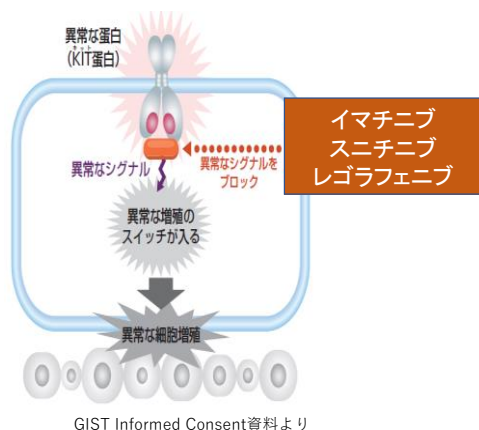 異常な蛋白
キット
(KIT蛋白)
イマチニブ
スニチニブ
レゴラフェニブ
異常なシグナル
異常なシグナルを
ブロック
異常な増殖の
スイッチが入る
異常な細胞増殖
GIST Informed Consent資料より